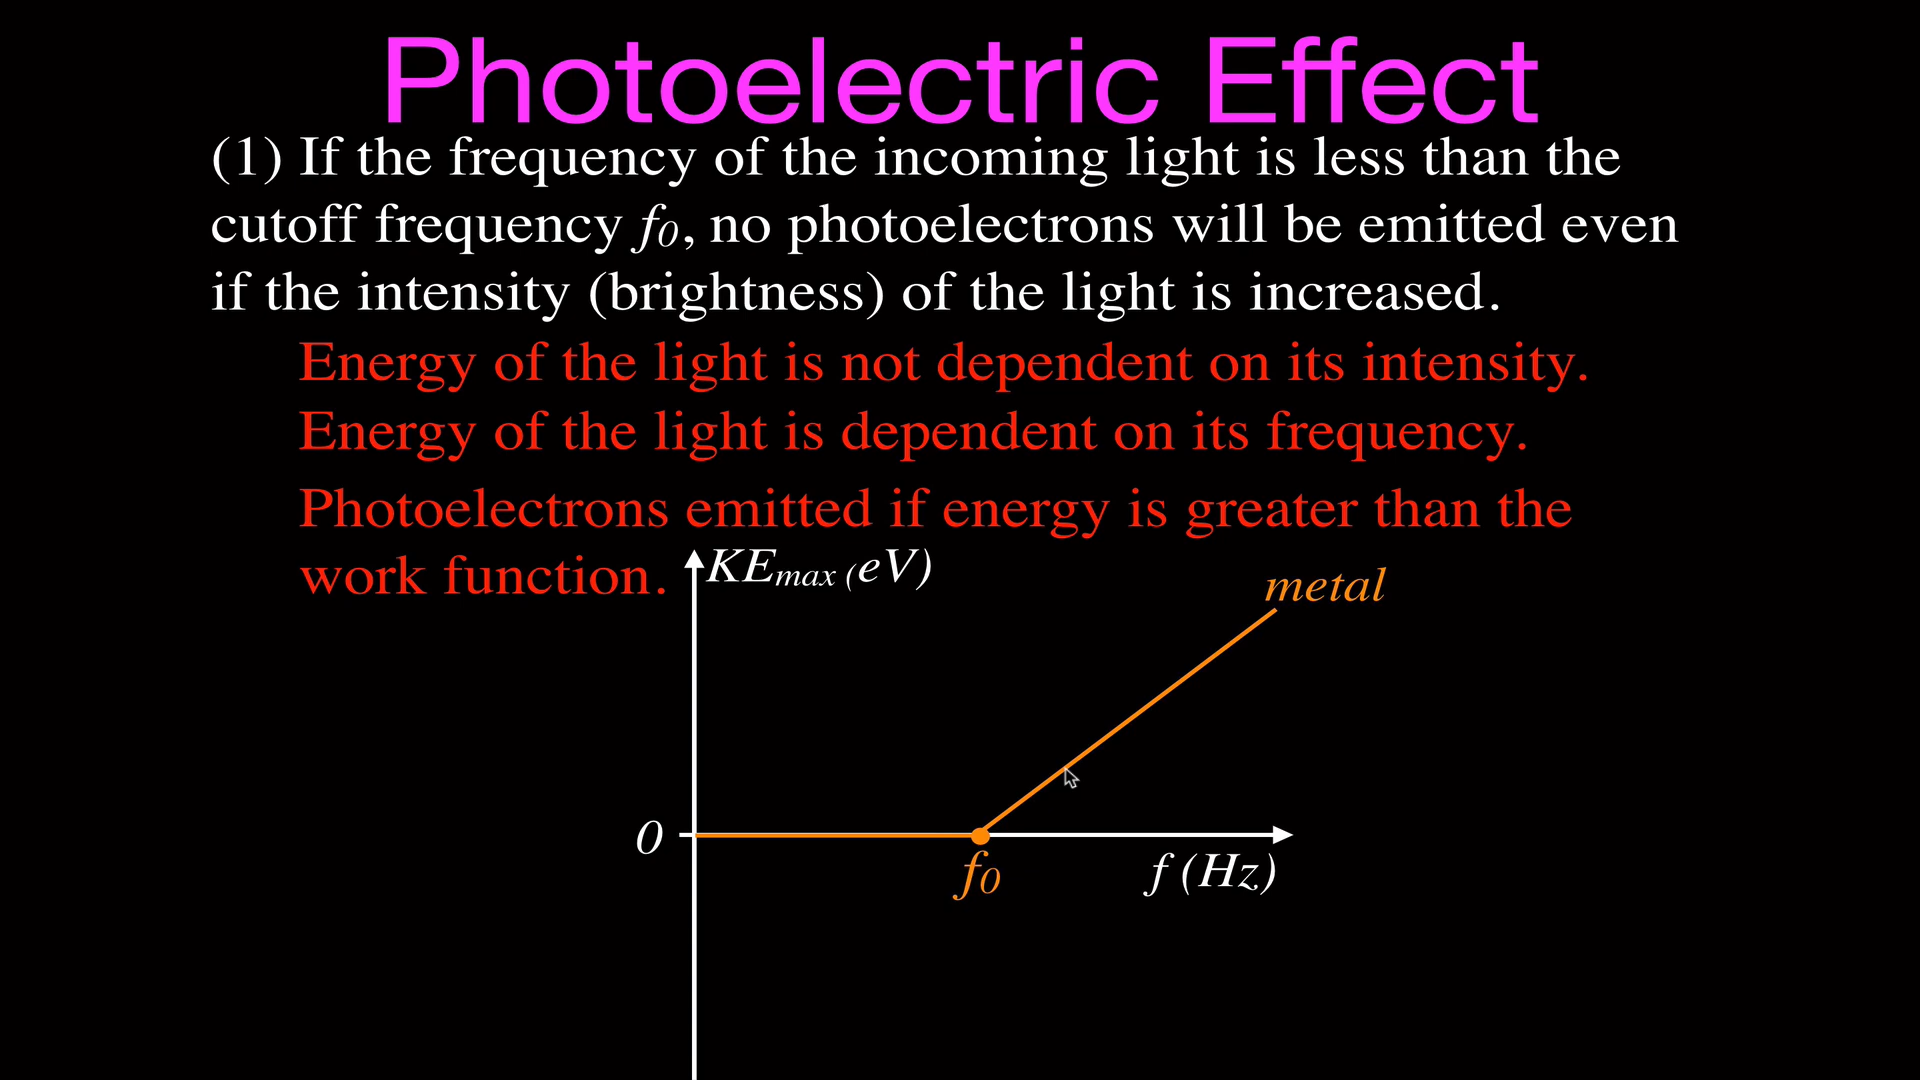 Photoelectric Effect
(1) If the frequency of the incoming light is less than the
cutoff frequency f0, no photoelectrons will be emitted even
if the intensity (brightness) of the light is increased.
Energy of the light is not dependent on its intensity.
Energy of the light is dependent on its frequency.
Photoelectrons emitted if energy is greater than the
work function.
KEmax (eV)
metal
0
f0
f (Hz)